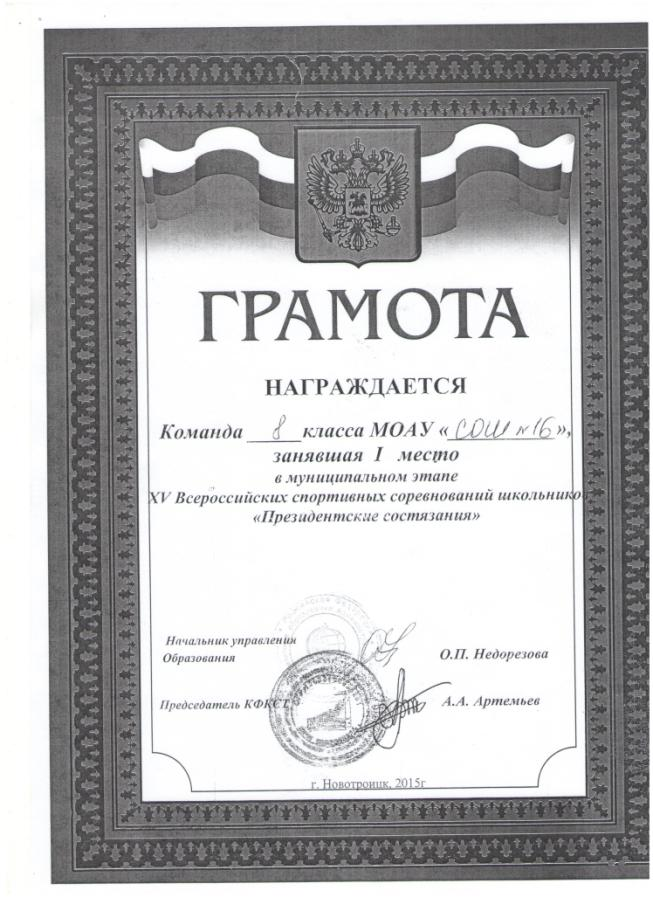 ГРАМОТА
НАГРАЖДАЕТСЯ
Команда 8 класса МОАУ «СОШ №16»,
занявшая I место
в муниципальном этапе
XV Всероссийских спортивных соревнований школьнико
«Президентские состязания»
Начальник управления
Образования О.П. Недорезова
Председатель КФКСТ А.А. Артемьев
г. Новотроицк, 2015г